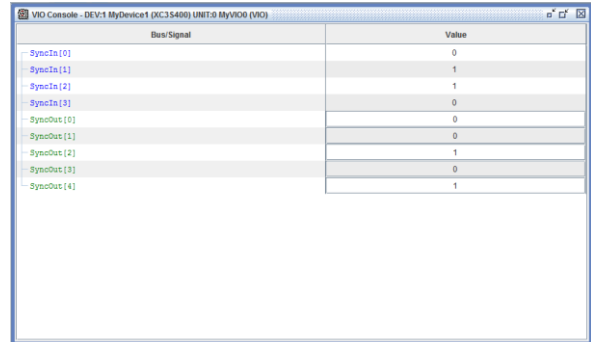 VIO Console - DEV:1 MyDevice1 (XC3S400) UNIT:0 MyVIO0 (VIO)
Bus/Signal Value
SyncIn[0] 0
SyncIn[1] 1
SyncIn[2] 1
SyncIn[3] 0
SyncOut[0] 0
SyncOut[1] 0
SyncOut[2] 1
SyncOut[3] 0
SyncOut[4] 1